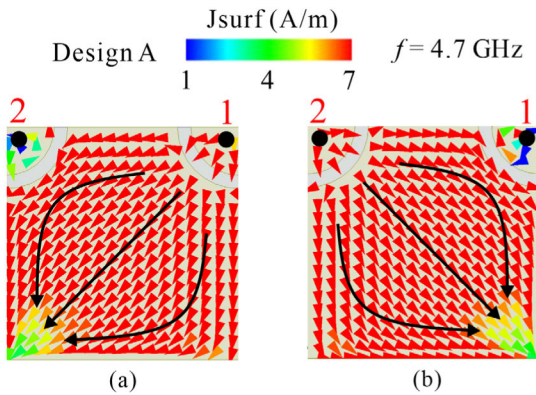 Jsurf (A/m)
Design A
f = 4.7 GHz
1 4 7
2 1 2 1
(a) (b)